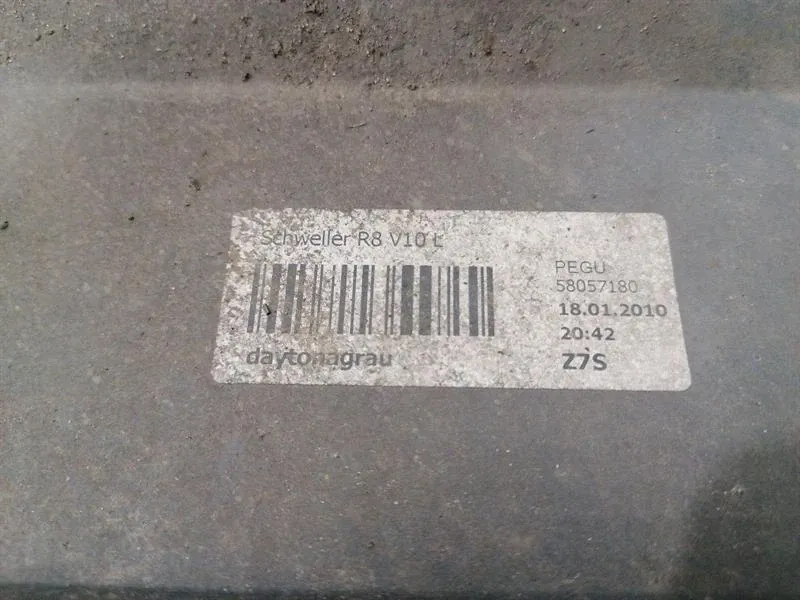 Schweller R8 V10 L
PEGU
58057180
18.01.2010
20:42
daytonagrau
Z7S